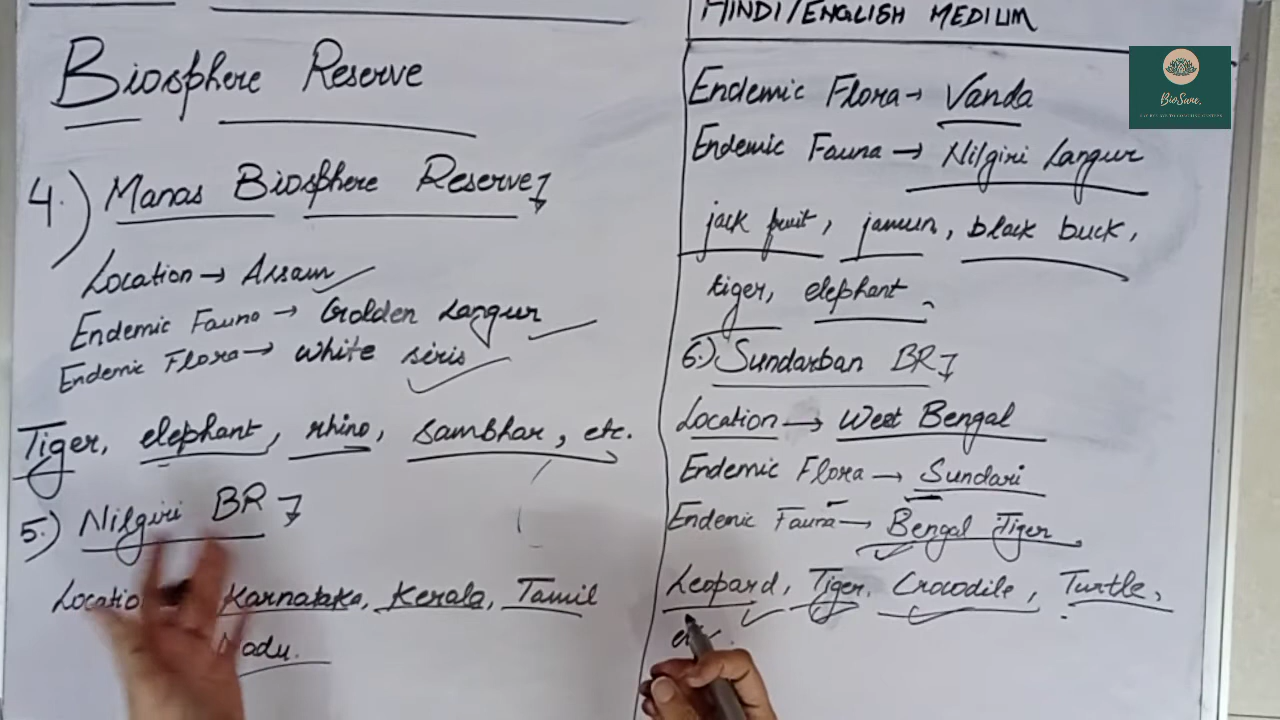 Biosphere Reserve
4.) Manas Biosphere Reserve
Location → Assam
Endemic Fauna → Golden Langur
Endemic Flora → White siris
Tiger, elephant, rhino, sambhar, etc.
5.) Nilgiri BR
Karnataka, Kerala, Tamil
Nadu.
HINDI/ENGLISH MEDIUM
Endemic Flora → Vanda
Endemic Fauna → Nilgiri Langur
jack fruit, jamun, black buck,
tiger, elephant.
6.) Sundarban BR
Location → West Bengal
Endemic Flora → Sundari
Endemic Fauna → Bengal Tiger
Leopard, Tiger, Crocodile, Turtle,
BioSane.